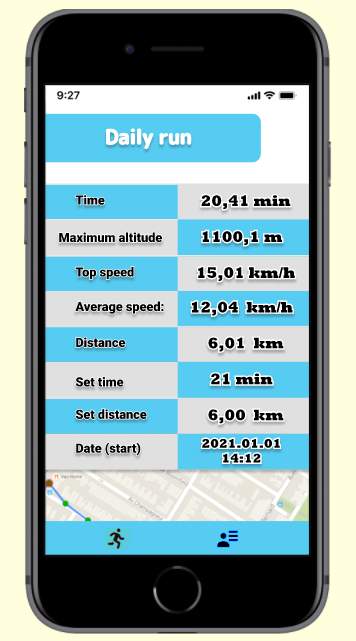 9:27
Daily run
Time 20,41 min
Maximum altitude 1100,1 m
Top speed 15,01 km/h
Average speed: 12,04 km/h
Distance 6,01 km
Set time 21 min
Set distance 6,00 km
Date (start) 2021.01.01
14:12